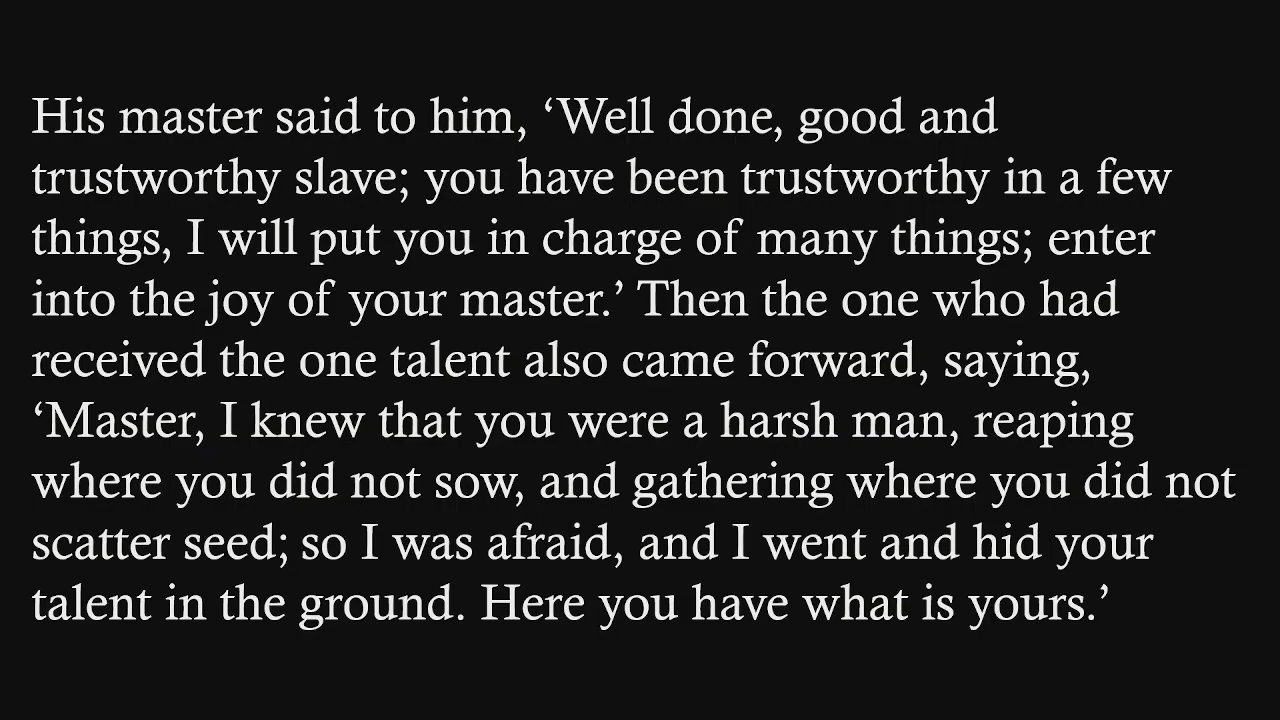 His master said to him, ‘Well done, good and
trustworthy slave; you have been trustworthy in a few
things, I will put you in charge of many things; enter
into the joy of your master.’ Then the one who had
received the one talent also came forward, saying,
‘Master, I knew that you were a harsh man, reaping
where you did not sow, and gathering where you did not
scatter seed; so I was afraid, and I went and hid your
talent in the ground. Here you have what is yours.’